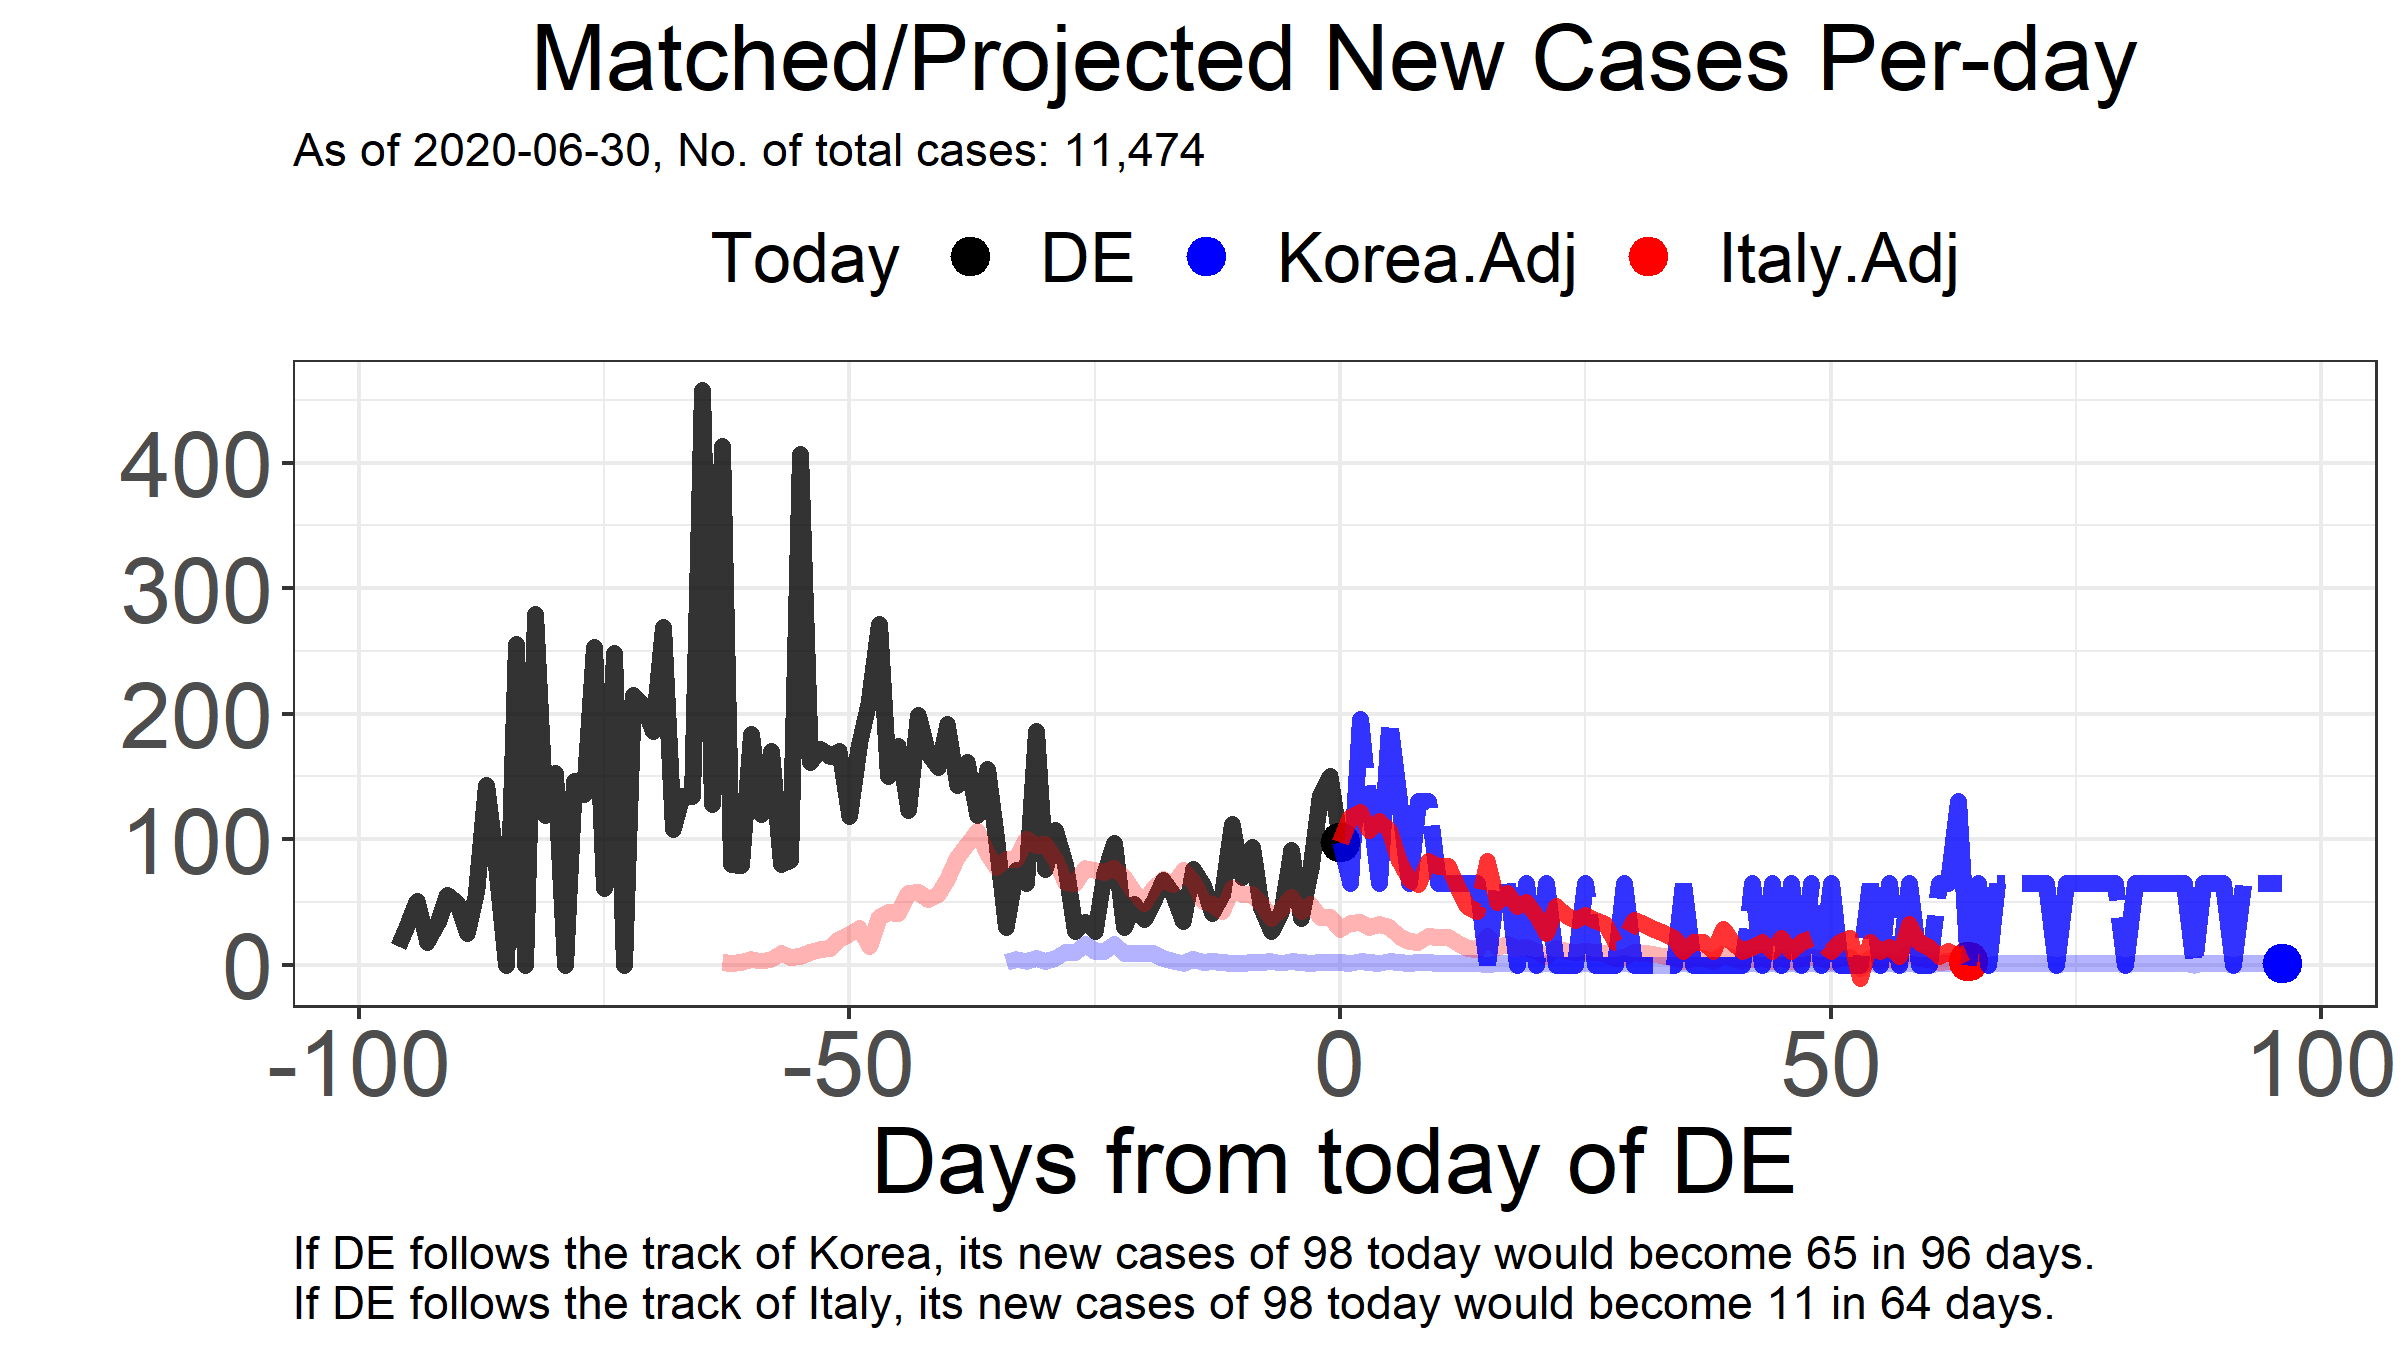 Matched/Projected New Cases Per-day
As of 2020-06-30, No. of total cases: 11,474
Today DE Korea.Adj Italy.Adj
400
300
200
100
0
-100 -50 0 50 100
Days from today of DE
If DE follows the track of Korea, its new cases of 98 today would become 65 in 96 days.
If DE follows the track of Italy, its new cases of 98 today would become 11 in 64 days.